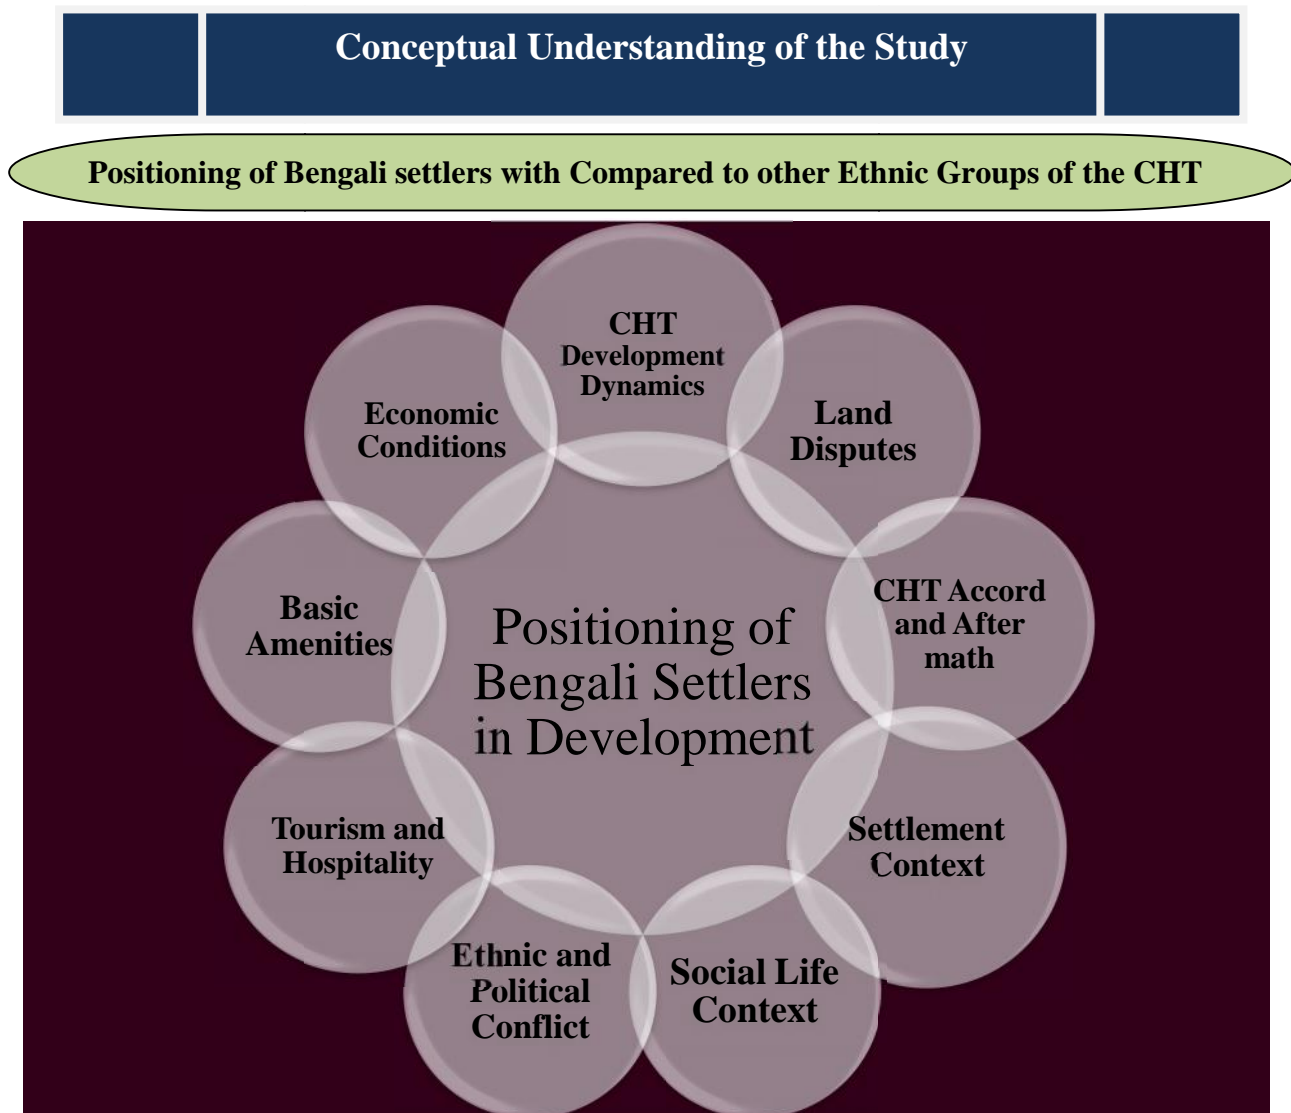 Conceptual Understanding of the Study
Positioning of Bengali settlers with Compared to other Ethnic Groups of the CHT
CHT
Development
Dynamics
Economic
Conditions
Land
Disputes
Basic
Amenities
CHT Accord
and After
math
Positioning of
Bengali Settlers
in Development
Tourism and
Hospitality
Settlement
Context
Ethnic and
Political
Conflict
Social Life
Context